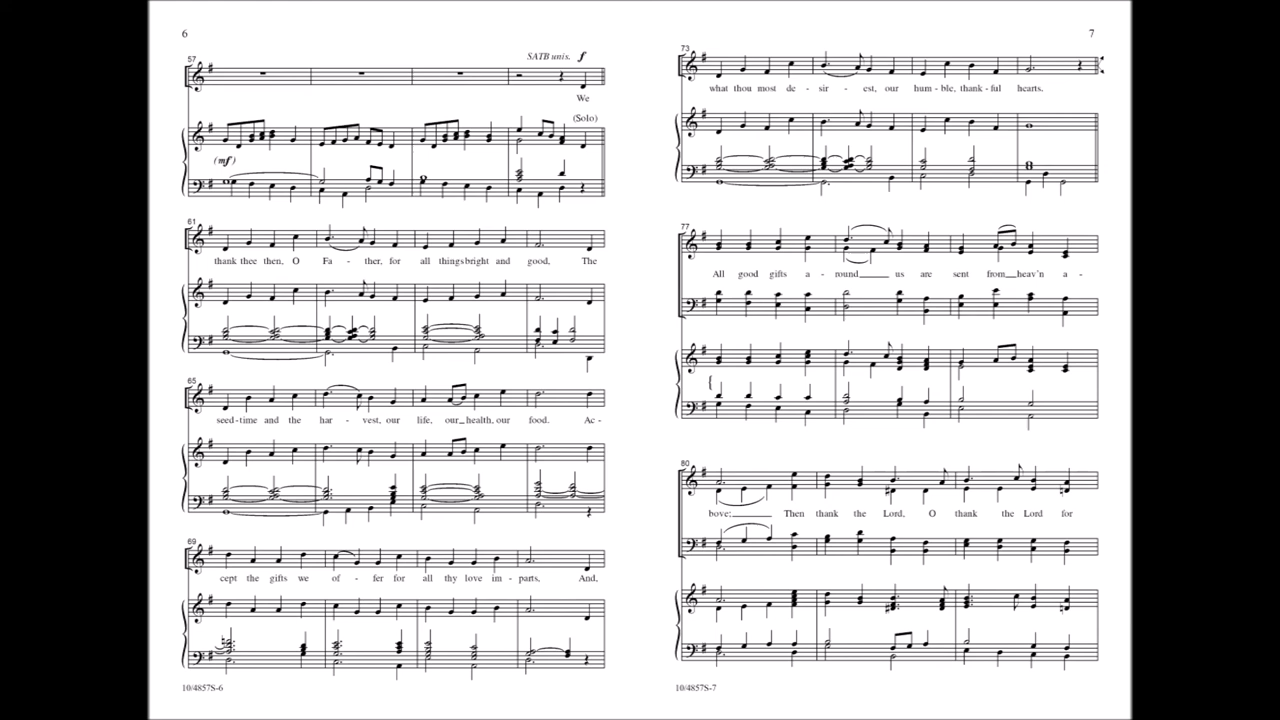 6
57
SATB unis. f
We
(Solo)
(mf)
61
thank thee then, O Fa - ther, for all things bright and good, The
65
seed-time and the har - vest, our life, our health, our food. Ac -
69
cept the gifts we of - fer for all thy love im - parts, And,
10/4857S-6
7
73
what thou most de - sir - est, our hum - ble, thank - ful hearts.
77
All good gifts a - round us are sent from heav'n a -
80
bove; Then thank the Lord, O thank the Lord for
10/4857S-7